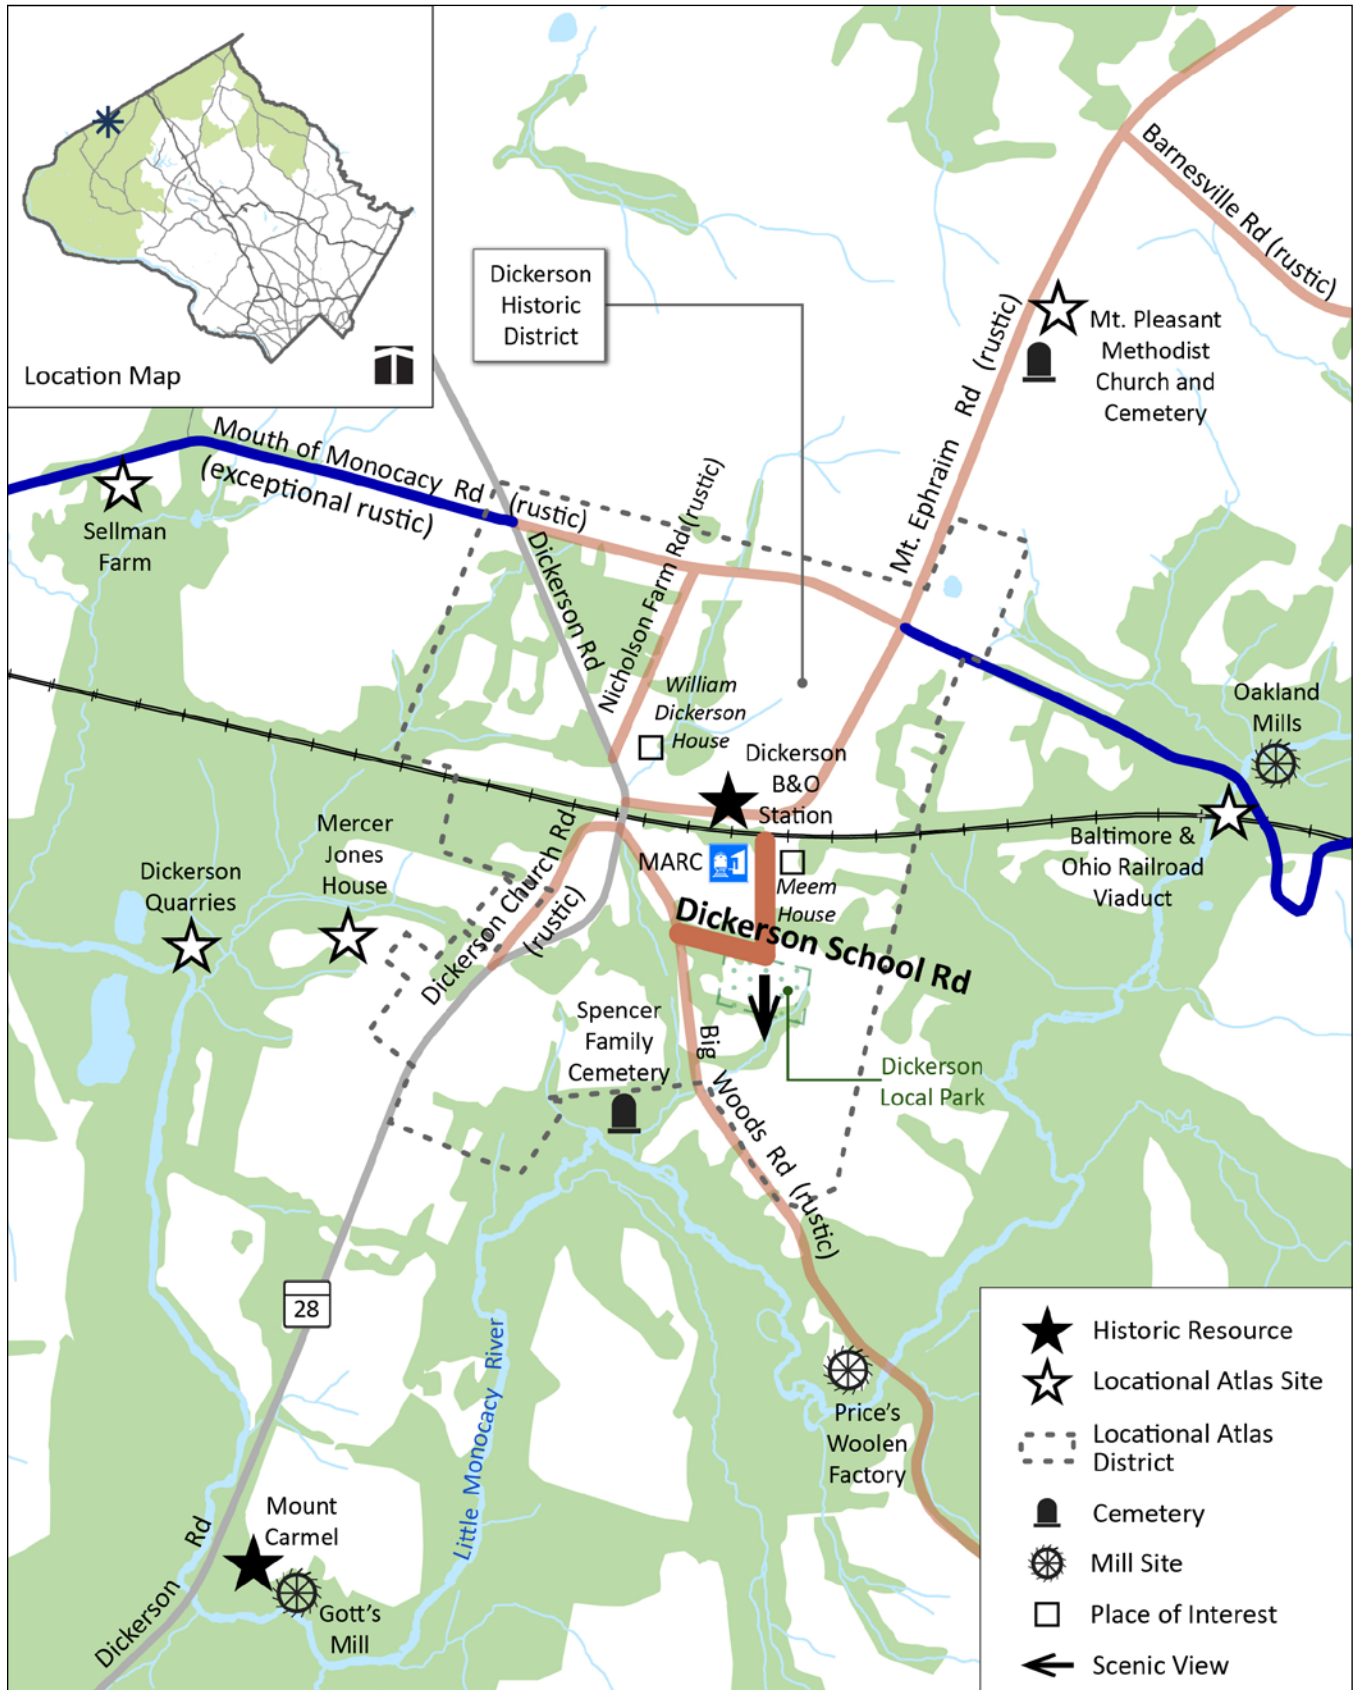 Location Map
Dickerson
Historic
District
Barnesville Rd (rustic)
Mt. Pleasant
Methodist
Church and
Cemetery
Mt. Ephraim Rd (rustic)
Mouth of Monocacy Rd (rustic)
(exceptional rustic)
Sellman
Farm
Dickerson Rd
Nicholson Farm Rd (rustic)
William
Dickerson
House
Oakland
Mills
Dickerson
B&O
Station
Mercer
Jones
House
Dickerson
Quarries
Dickerson Church Rd
(rustic)
MARC
Meem
House
Baltimore &
Ohio Railroad
Viaduct
Dickerson School Rd
Spencer
Family
Cemetery
Big Woods Rd (rustic)
Dickerson
Local Park
28
Little Monocacy River
Price's
Woolen
Factory
Mount
Carmel
Gott's
Mill
Dickerson Rd
Historic Resource
Locational Atlas Site
Locational Atlas
District
Cemetery
Mill Site
Place of Interest
Scenic View